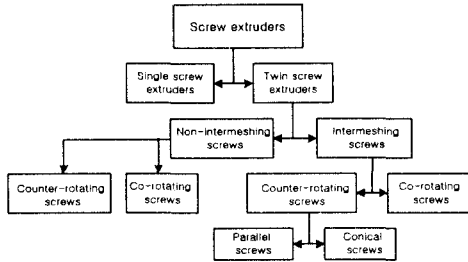 Screw extruders
Single screw
extruders
Twin screw
extruders
Non-intermeshing
screws
Intermeshing
screws
Counter-rotating
screws
Co-rotating
screws
Counter-rotating
screws
Co-rotating
screws
Parallel
screws
Conical
screws